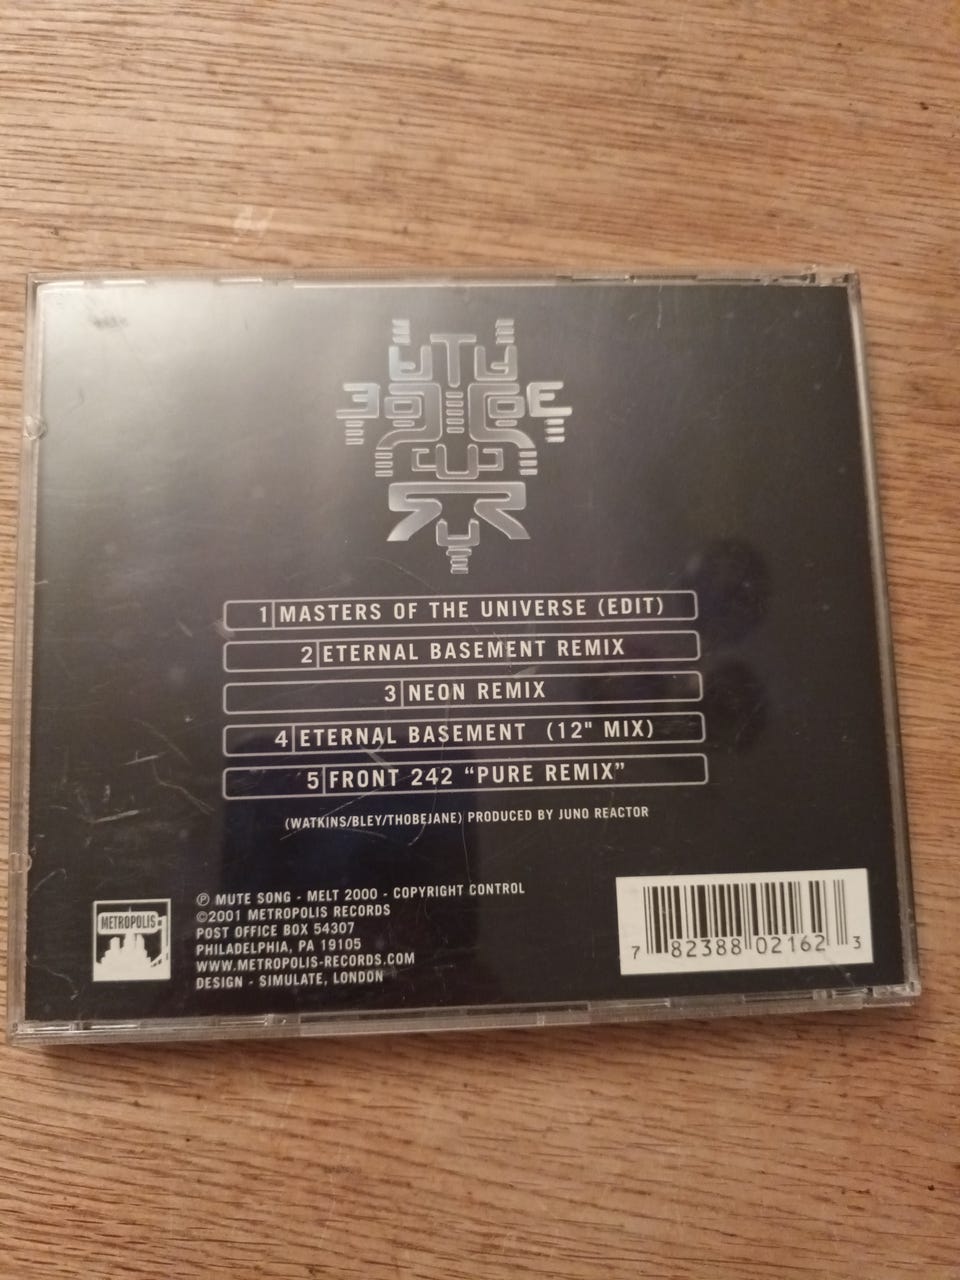 1 MASTERS OF THE UNIVERSE (EDIT)
2 ETERNAL BASEMENT REMIX
3 NEON REMIX
4 ETERNAL BASEMENT (12" MIX)
5 FRONT 242 “PURE REMIX”
(WATKINS/BLEY/THOBEJANE) PRODUCED BY JUNO REACTOR
METROPOLIS
℗ MUTE SONG - MELT 2000 - COPYRIGHT CONTROL
©2001 METROPOLIS RECORDS
POST OFFICE BOX 54307
PHILADELPHIA, PA 19105
WWW.METROPOLIS-RECORDS.COM
DESIGN - SIMULATE, LONDON
7 82388 02162 3